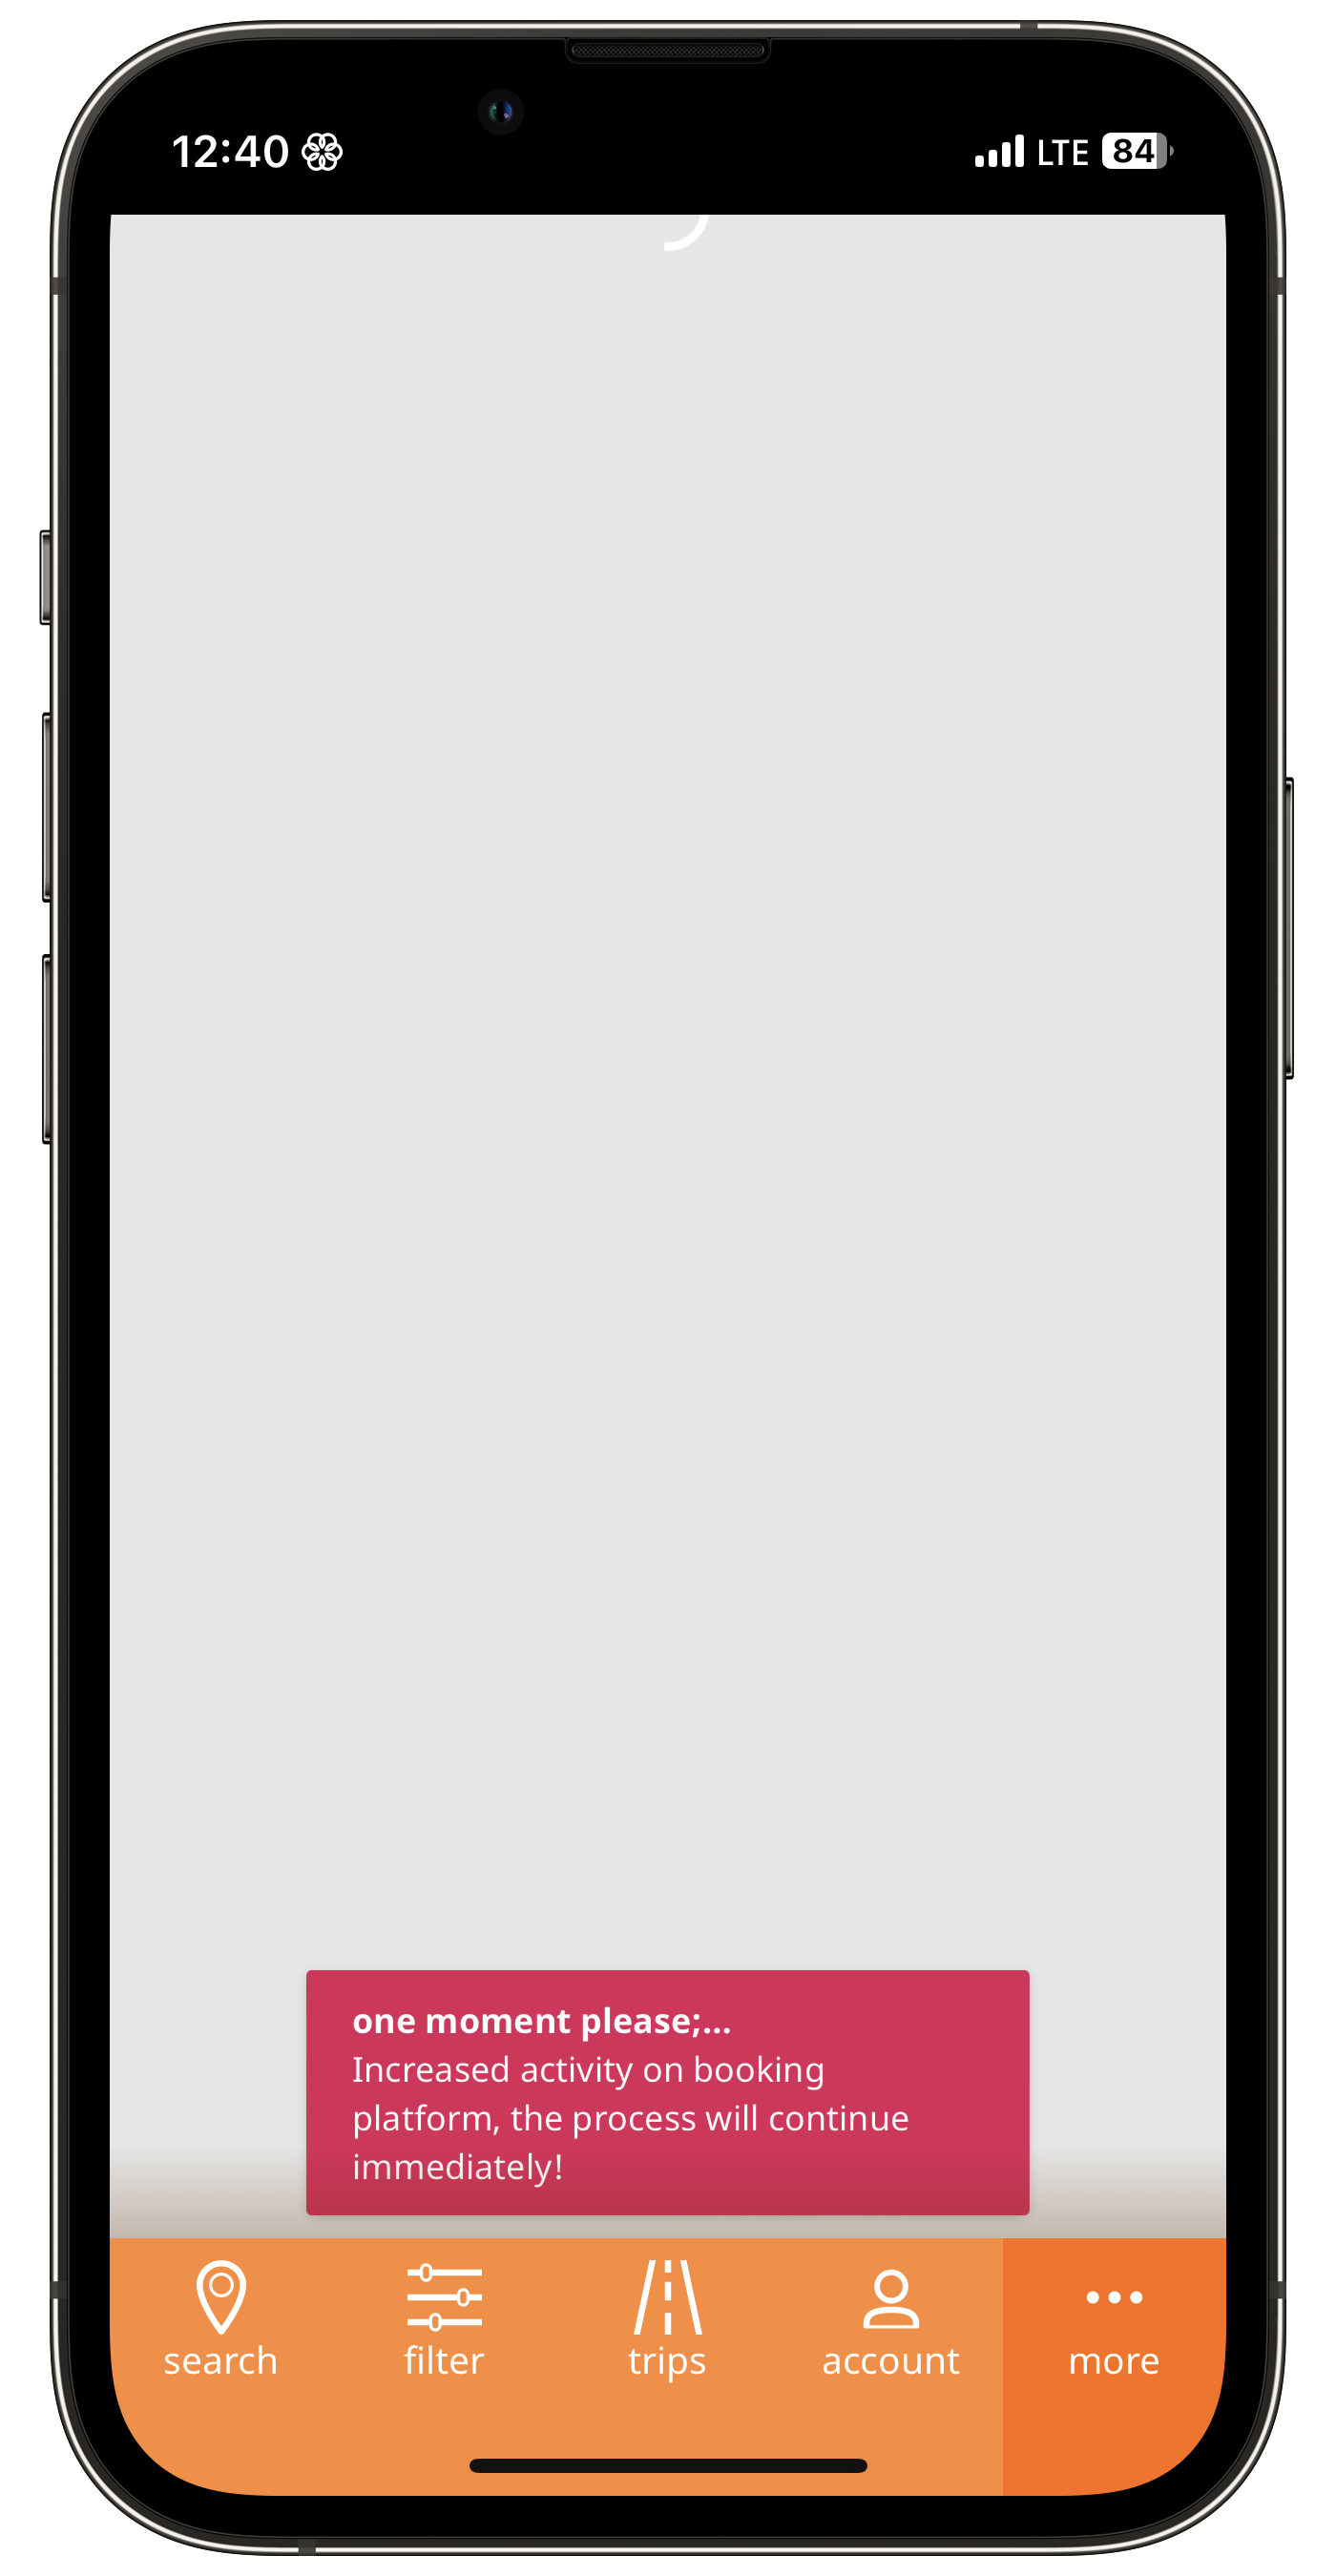 12:40 LTE 84
one moment please;...
Increased activity on booking
platform, the process will continue
immediately!
search filter trips account more